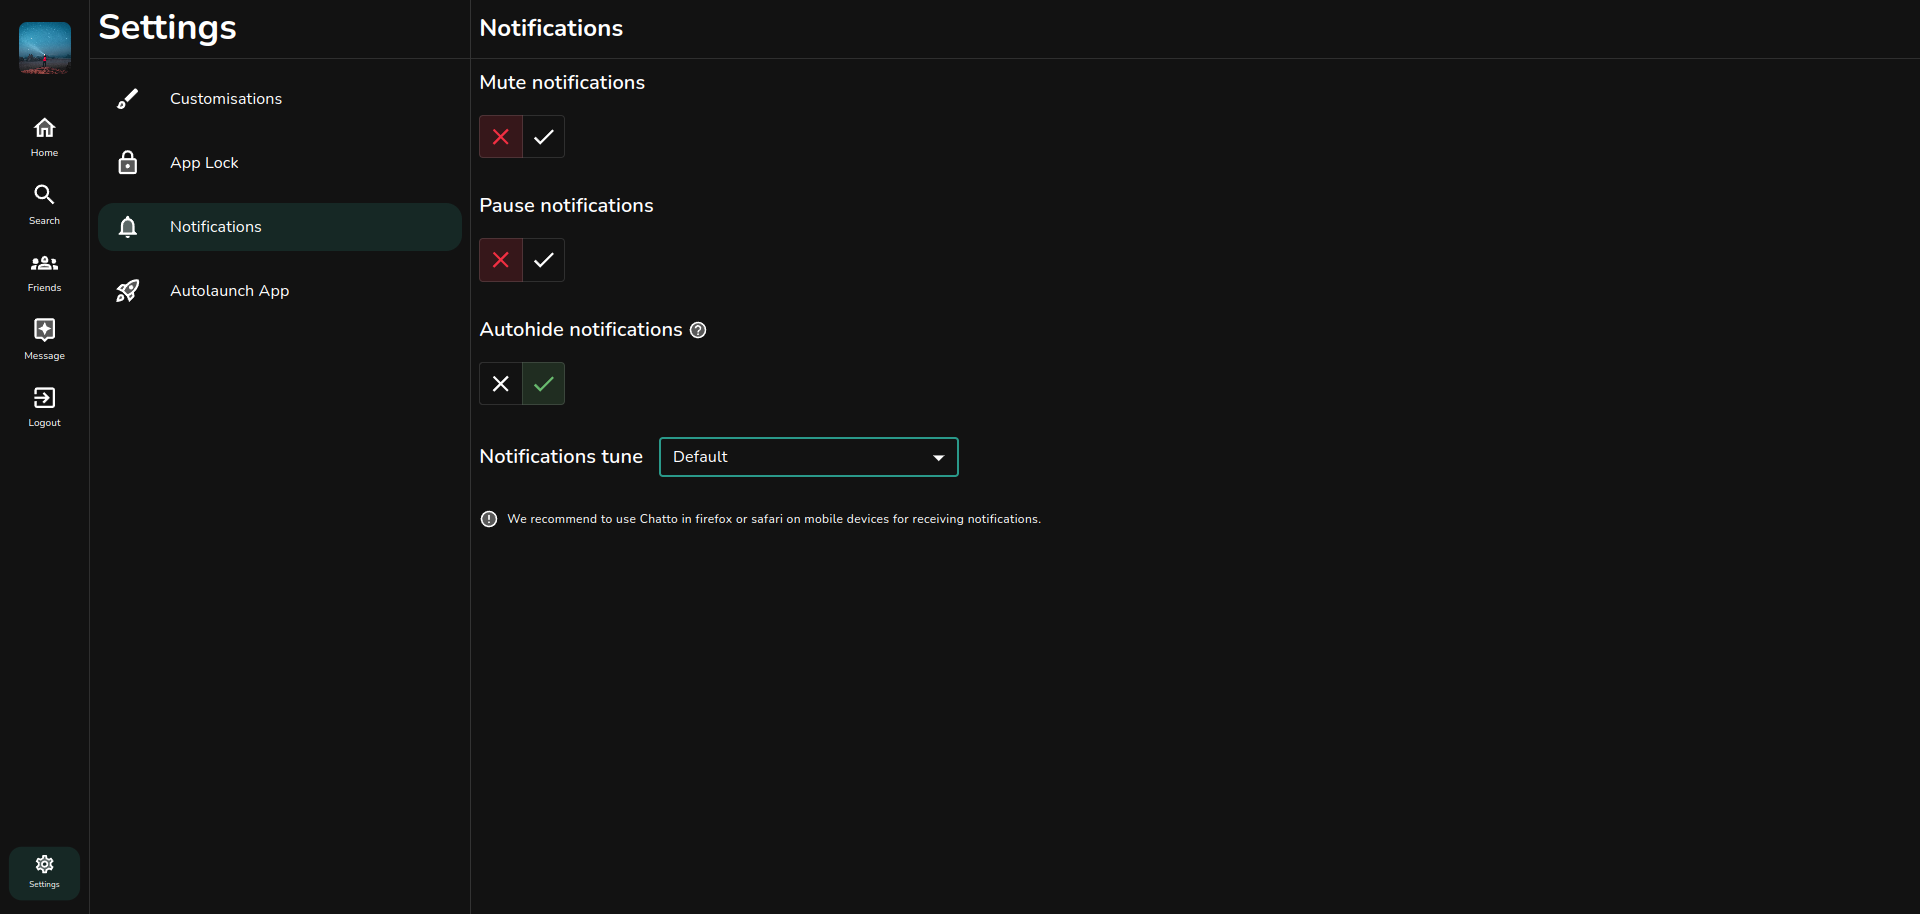 Home
Search
Friends
Message
Logout
Settings
Settings
Customisations
App Lock
Notifications
Autolaunch App
Notifications
Mute notifications
Pause notifications
Autohide notifications
Notifications tune
Default
We recommend to use Chatto in firefox or safari on mobile devices for receiving notifications.